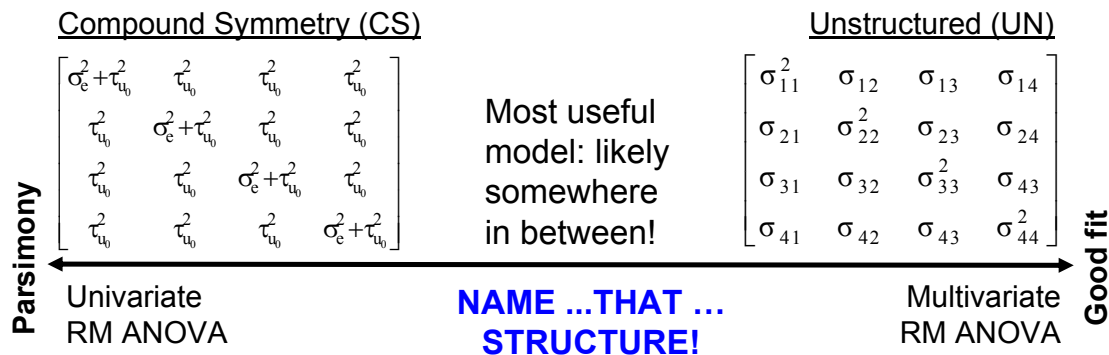 Compound Symmetry (CS)
σ²ₑ+τ²ᵤ₀ τ²ᵤ₀ τ²ᵤ₀ τ²ᵤ₀
τ²ᵤ₀ σ²ₑ+τ²ᵤ₀ τ²ᵤ₀ τ²ᵤ₀
τ²ᵤ₀ τ²ᵤ₀ σ²ₑ+τ²ᵤ₀ τ²ᵤ₀
τ²ᵤ₀ τ²ᵤ₀ τ²ᵤ₀ σ²ₑ+τ²ᵤ₀
Most useful
model: likely
somewhere
in between!
Unstructured (UN)
σ²₁₁ σ₁₂ σ₁₃ σ₁₄
σ₂₁ σ²₂₂ σ₂₃ σ₂₄
σ₃₁ σ₃₂ σ²₃₃ σ₄₃
σ₄₁ σ₄₂ σ₄₃ σ²₄₄
Parsimony
Good fit
Univariate
RM ANOVA
NAME ...THAT ...
STRUCTURE!
Multivariate
RM ANOVA